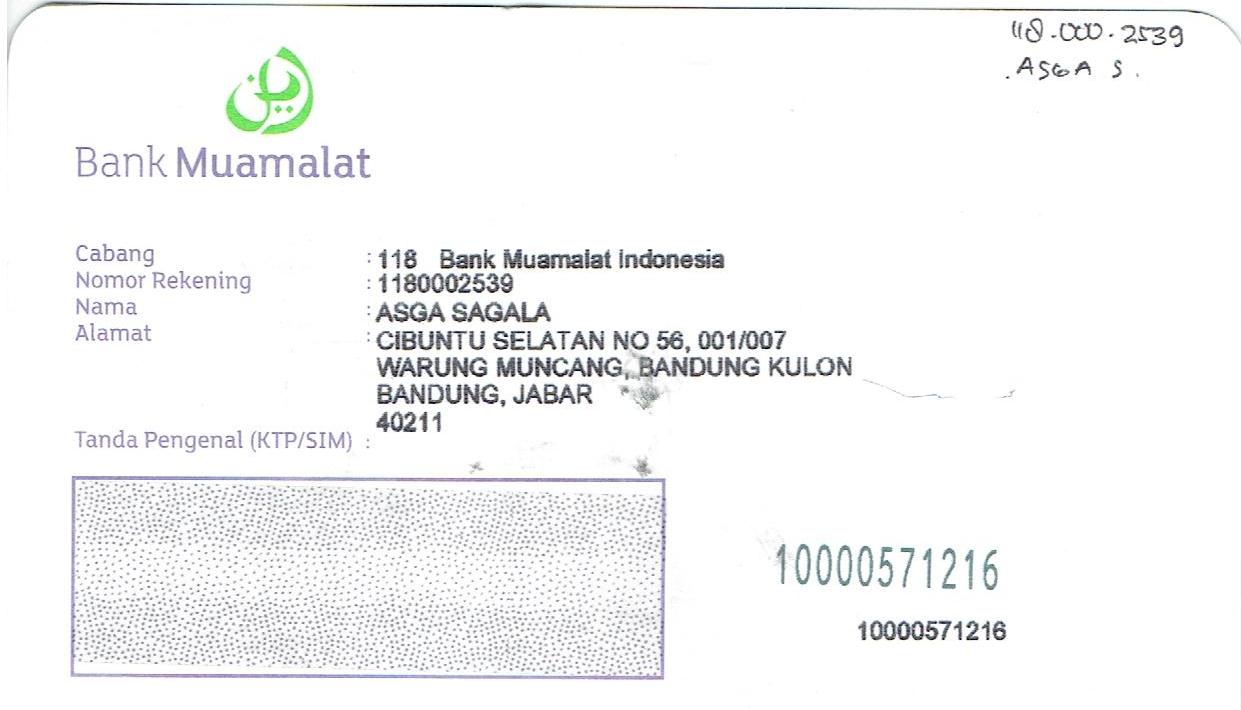 118-000-2539
.ASGA S.
Bank Muamalat
Cabang : 118 Bank Muamalat Indonesia
Nomor Rekening : 1180002539
Nama : ASGA SAGALA
Alamat : CIBUNTU SELATAN NO 56, 001/007
WARUNG MUNCANG, BANDUNG KULON
BANDUNG, JABAR
40211
Tanda Pengenal (KTP/SIM) :
10000571216
10000571216